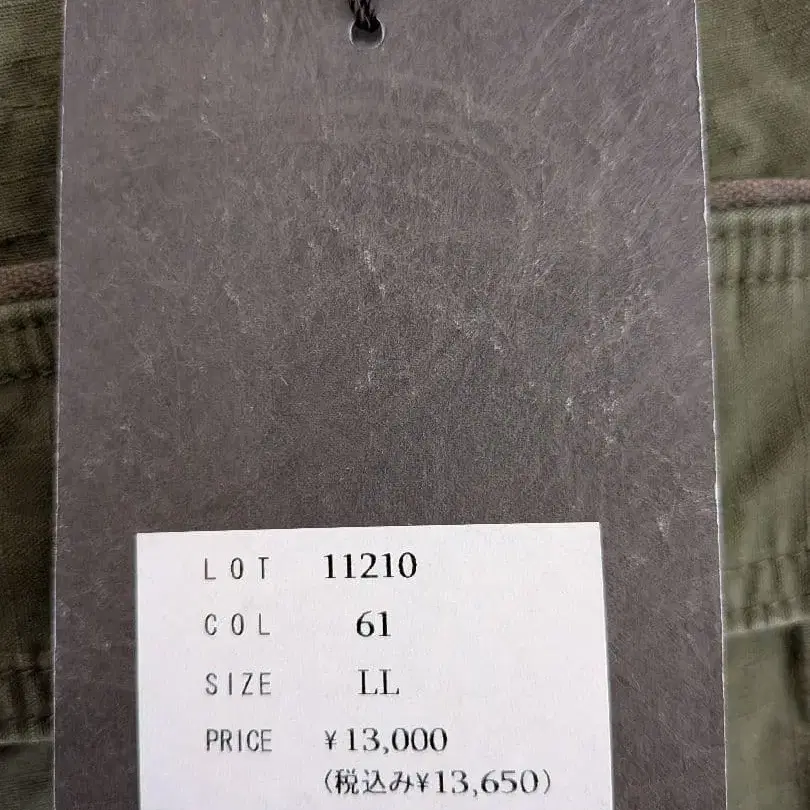 LOT 11210
COL 61
SIZE LL
PRICE ¥13,000
(税込み¥13,650)